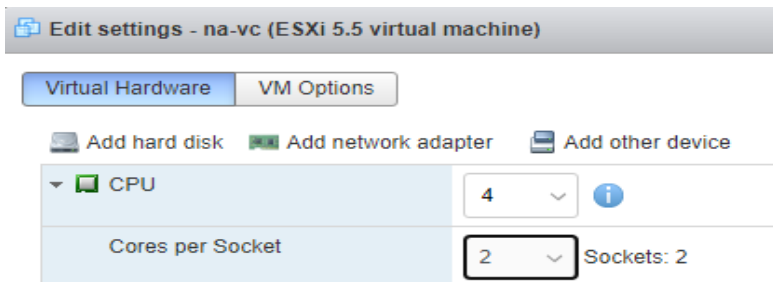 Edit settings - na-vc (ESXi 5.5 virtual machine)
Virtual Hardware VM Options
Add hard disk Add network adapter Add other device
CPU 4
Cores per Socket 2 Sockets: 2